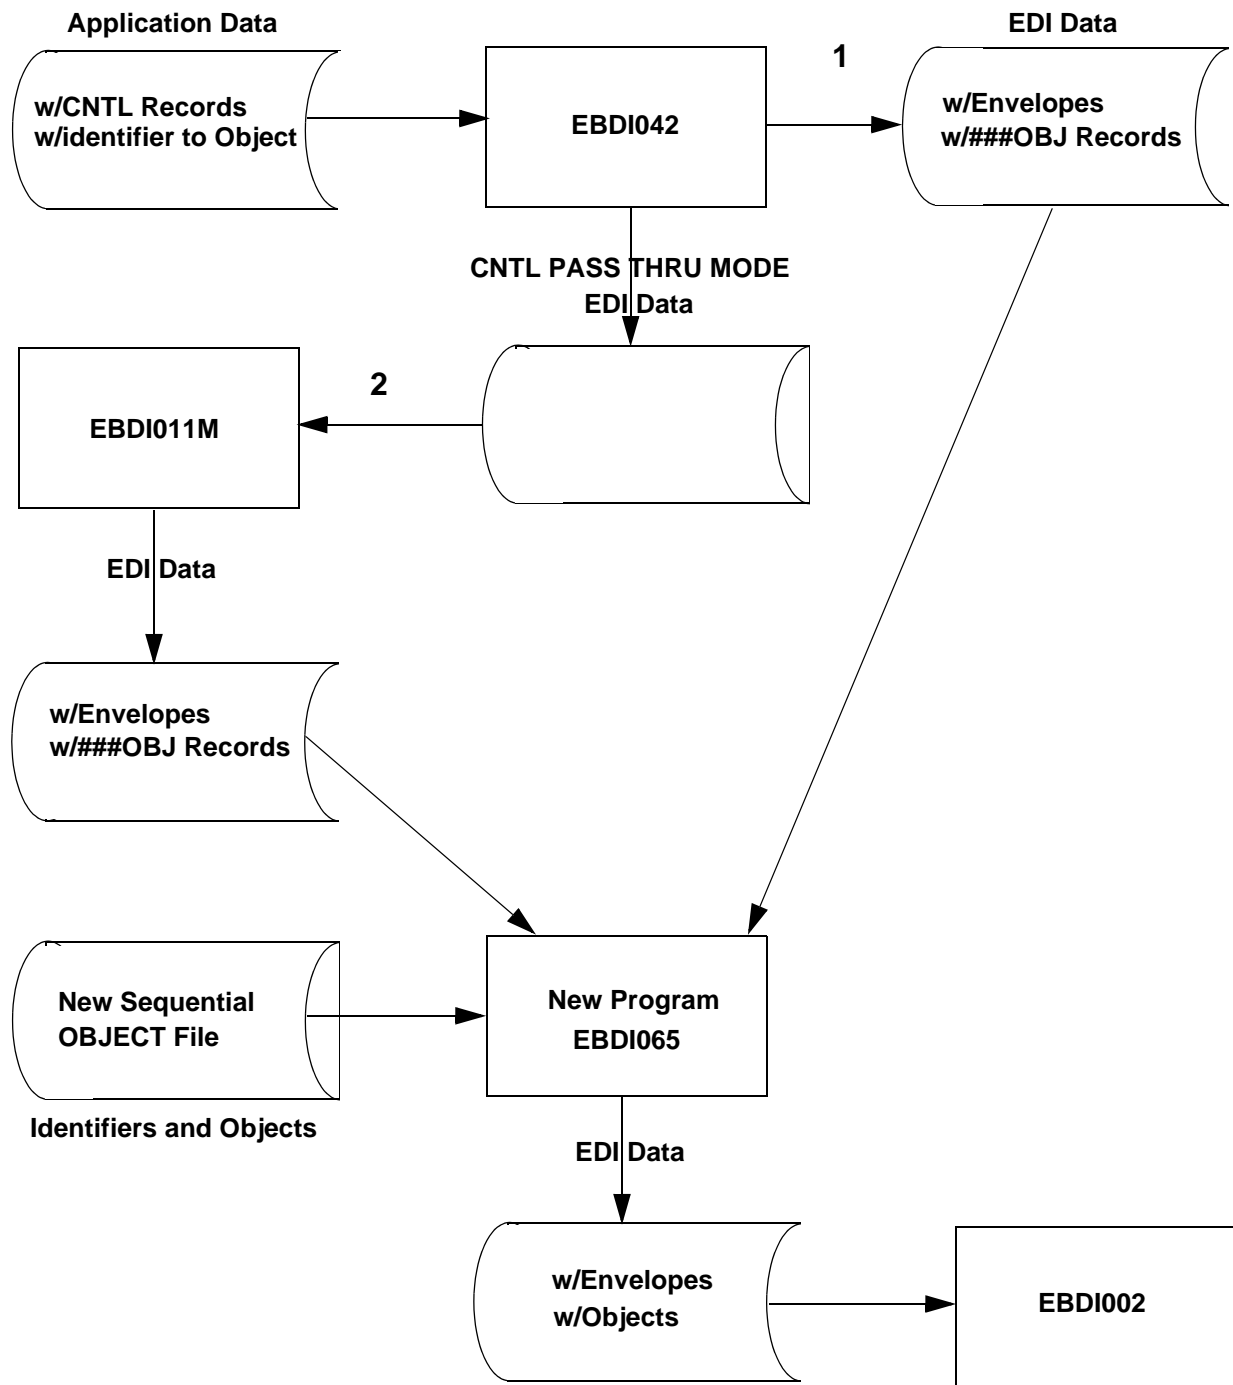 Application Data
EDI Data
1
w/CNTL Records
w/identifier to Object
EBDI042
w/Envelopes
w/###OBJ Records
CNTL PASS THRU MODE
EDI Data
2
EBDI011M
EDI Data
w/Envelopes
w/###OBJ Records
New Sequential
OBJECT File
New Program
EBDI065
Identifiers and Objects
EDI Data
w/Envelopes
w/Objects
EBDI002